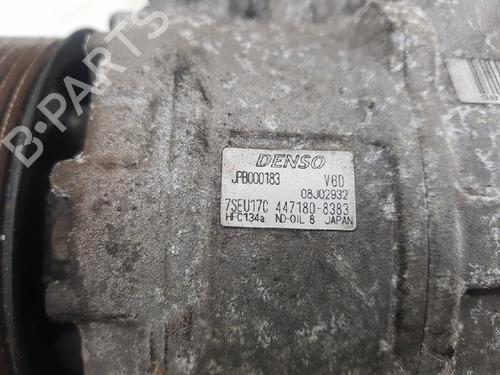 B-PARTS
DENSO
JPB000183 V6D
08J02932
7SEU17C 447180-8383
HFC134a ND-OIL 8 JAPAN